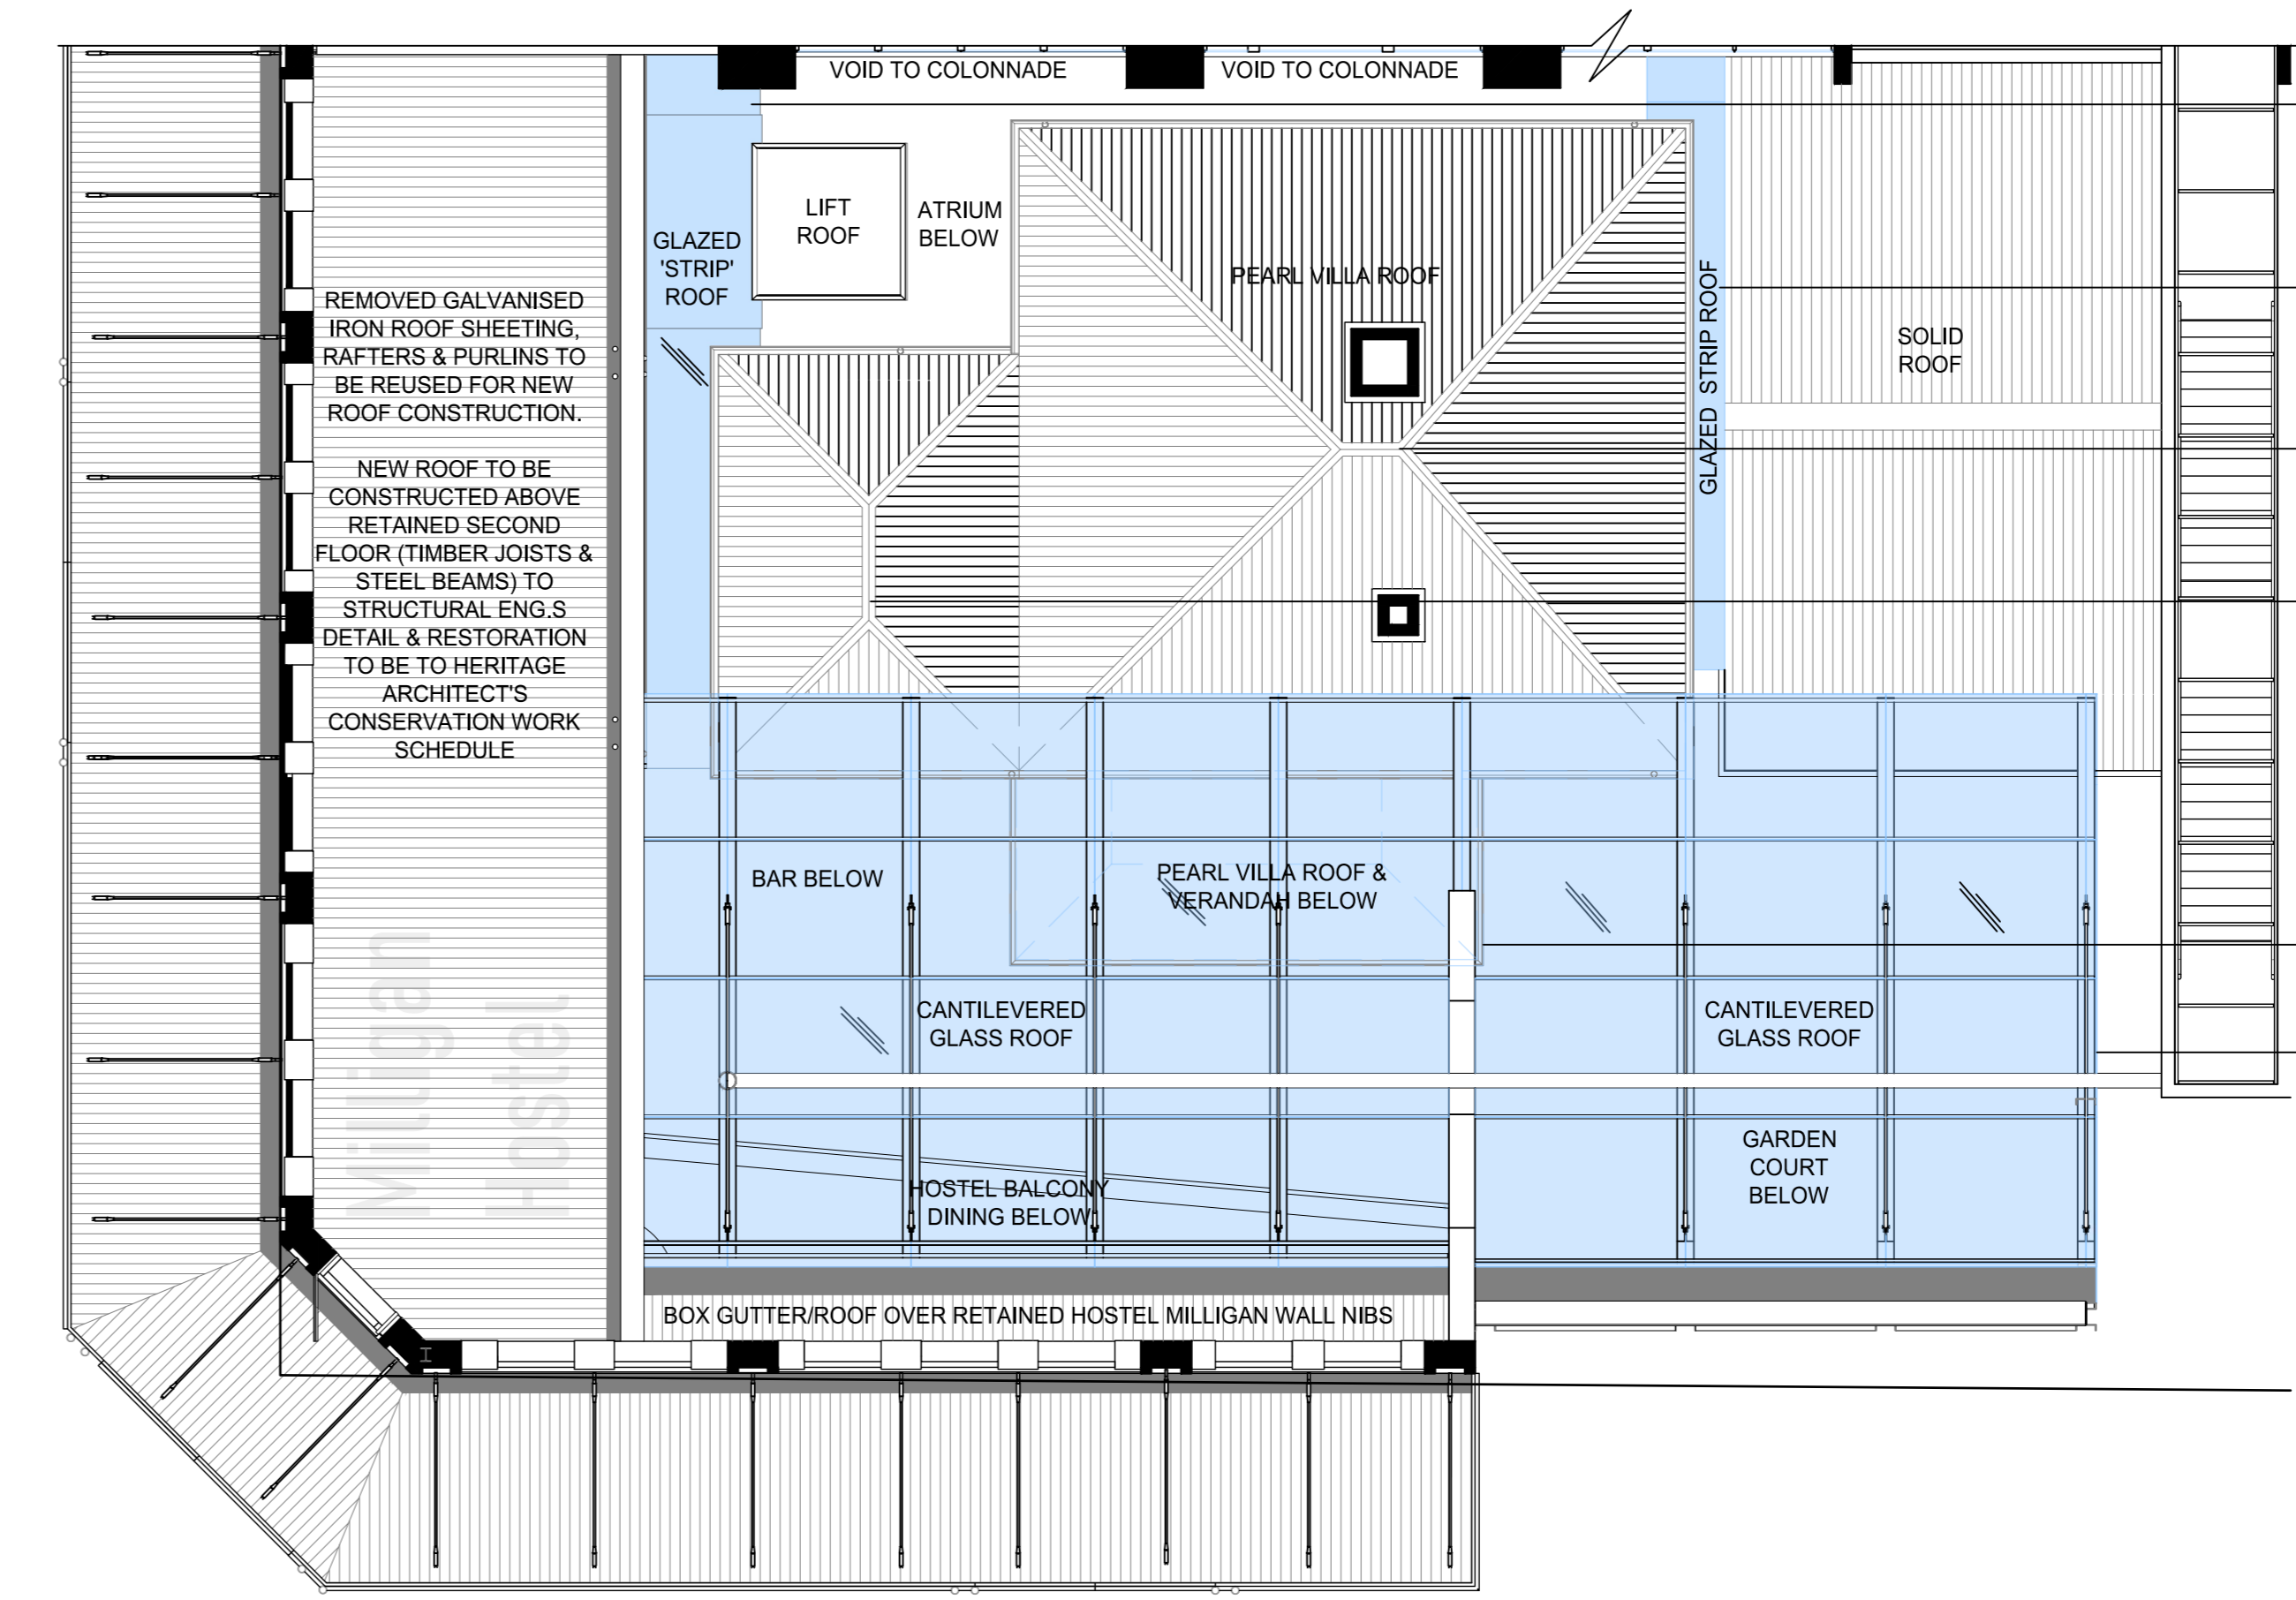 VOID TO COLONNADE
VOID TO COLONNADE
LIFT
ROOF
ATRIUM
BELOW
GLAZED
'STRIP'
ROOF
PEARL VILLA ROOF
GLAZED STRIP ROOF
SOLID
ROOF
REMOVED GALVANISED
IRON ROOF SHEETING,
RAFTERS & PURLINS TO
BE REUSED FOR NEW
ROOF CONSTRUCTION.
NEW ROOF TO BE
CONSTRUCTED ABOVE
RETAINED SECOND
FLOOR (TIMBER JOISTS &
STEEL BEAMS) TO
STRUCTURAL ENG.S
DETAIL & RESTORATION
TO BE TO HERITAGE
ARCHITECT'S
CONSERVATION WORK
SCHEDULE
BAR BELOW
PEARL VILLA ROOF &
VERANDAH BELOW
Milligan
Hostel
CANTILEVERED
GLASS ROOF
CANTILEVERED
GLASS ROOF
GARDEN
COURT
BELOW
HOSTEL BALCONY
DINING BELOW
BOX GUTTER/ROOF OVER RETAINED HOSTEL MILLIGAN WALL NIBS